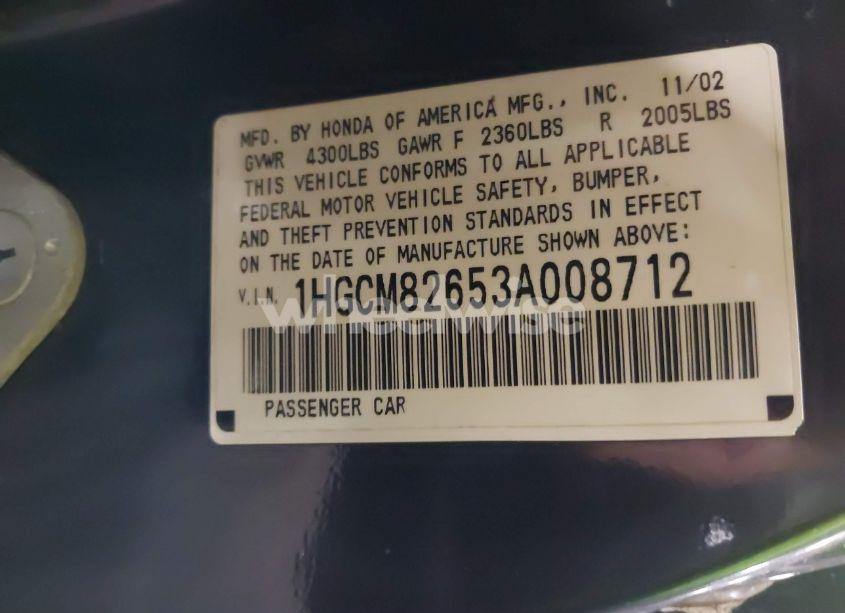 MFD. BY HONDA OF AMERICA MFG., INC. 11/02
GVWR 4300LBS GAWR F 2360LBS R 2005LBS
THIS VEHICLE CONFORMS TO ALL APPLICABLE
FEDERAL MOTOR VEHICLE SAFETY, BUMPER,
AND THEFT PREVENTION STANDARDS IN EFFECT
ON THE DATE OF MANUFACTURE SHOWN ABOVE:
V.I.N. 1HGCM82653A008712
wheelwise
PASSENGER CAR